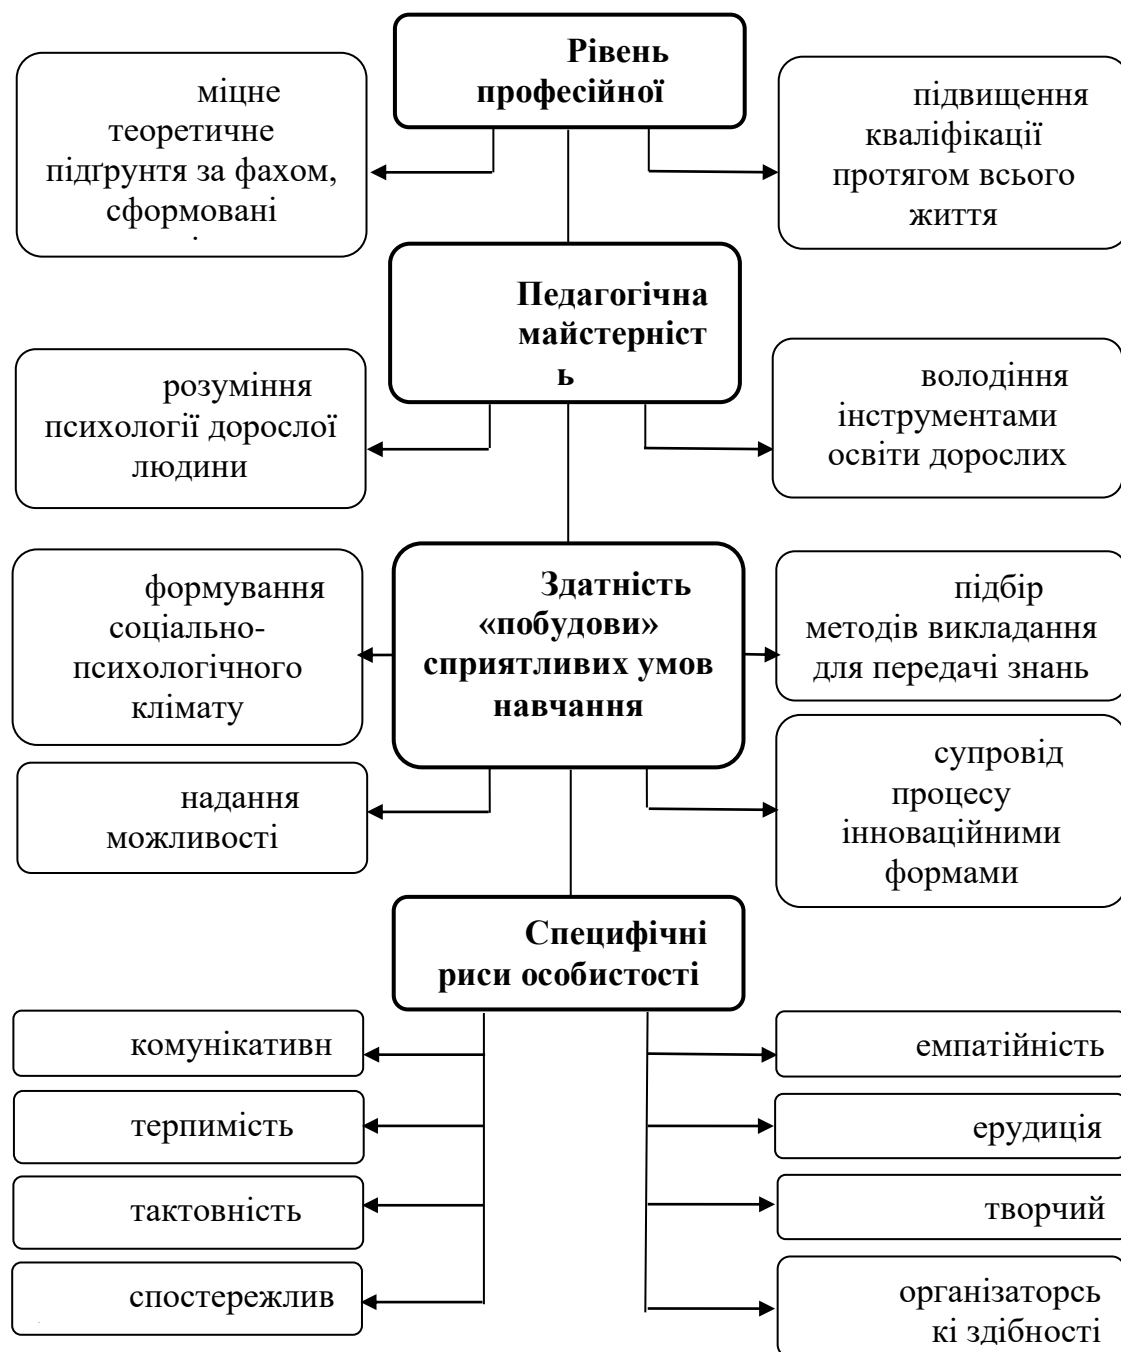 Рівень
професійної
міцне
теоретичне
підґрунтя за фахом,
сформовані
підвищення
кваліфікації
протягом всього
життя
Педагогічна
майстерніст
ь
розуміння
психології дорослої
людини
володіння
інструментами
освіти дорослих
Здатність
«побудови»
сприятливих умов
навчання
формування
соціально-
психологічного
клімату
підбір
методів викладання
для передачі знань
надання
можливості
супровід
процесу
інноваційними
формами
Специфічні
риси особистості
комунікативн
емпатійність
терпимість
ерудиція
тактовність
творчий
спостережлив
організаторсь
кі здібності